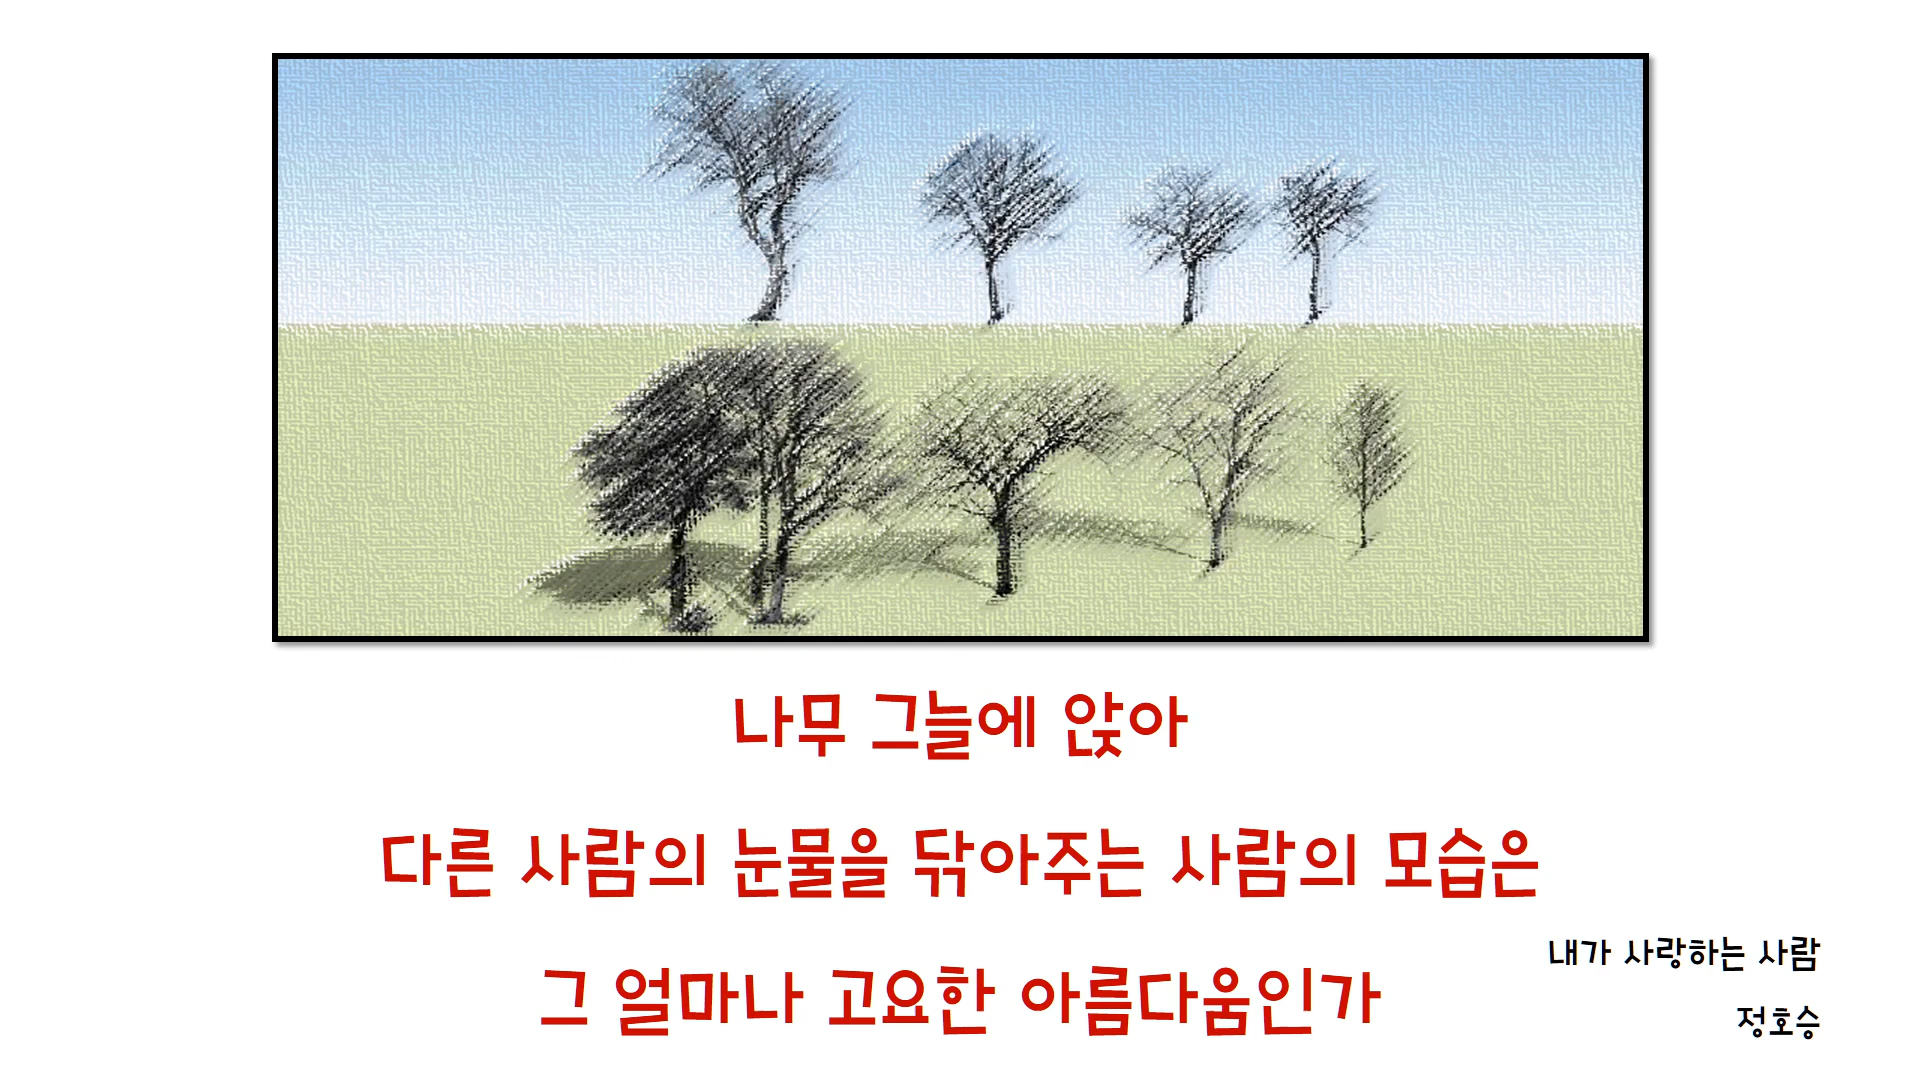 나무 그늘에 앉아
다른 사람의 눈물을 닦아주는 사람의 모습은
그 얼마나 고요한 아름다움인가
내가 사랑하는 사람
정호승